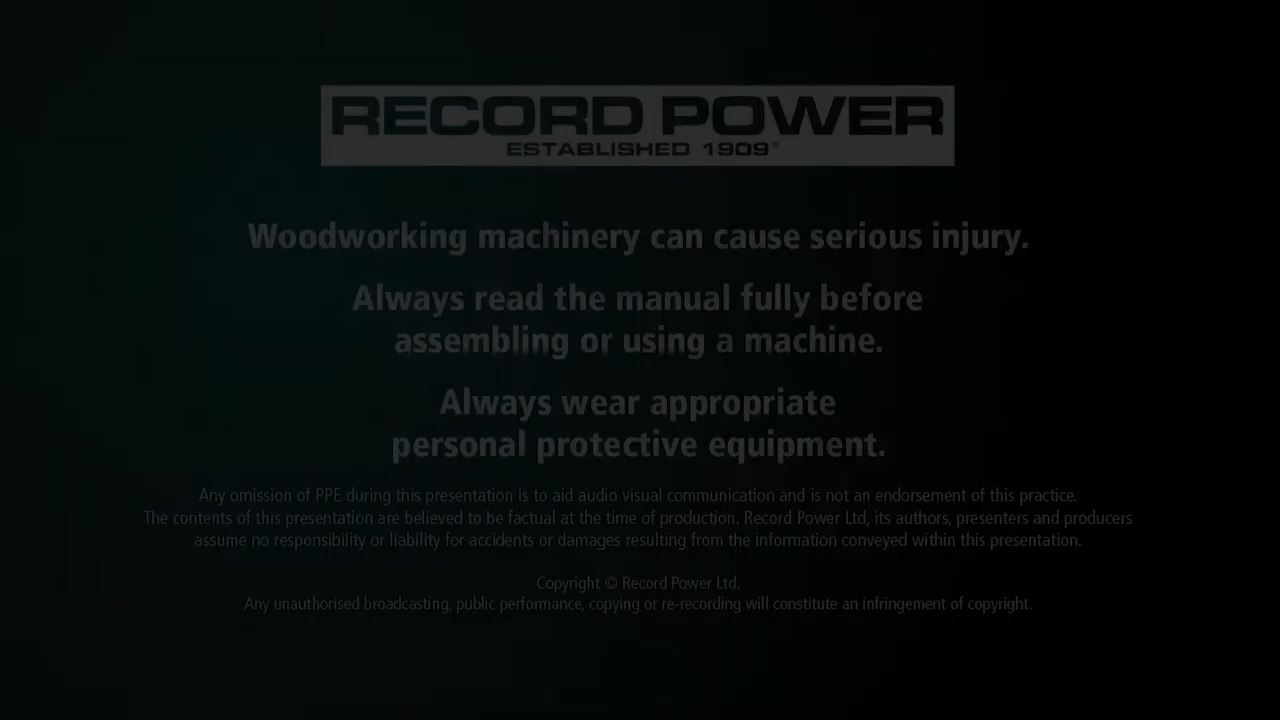 RECORD POWER
ESTABLISHED 1909®
Woodworking machinery can cause serious injury.
Always read the manual fully before
assembling or using a machine.
Always wear appropriate
personal protective equipment.
Any omission of PPE during this presentation is to aid audio visual communication and is not an endorsement of this practice.
The contents of this presentation are believed to be factual at the time of production. Record Power Ltd, its authors, presenters and producers
assume no responsibility or liability for accidents or damages resulting from the information conveyed within this presentation.
Copyright © Record Power Ltd.
Any unauthorised broadcasting, public performance, copying or re-recording will constitute an infringement of copyright.